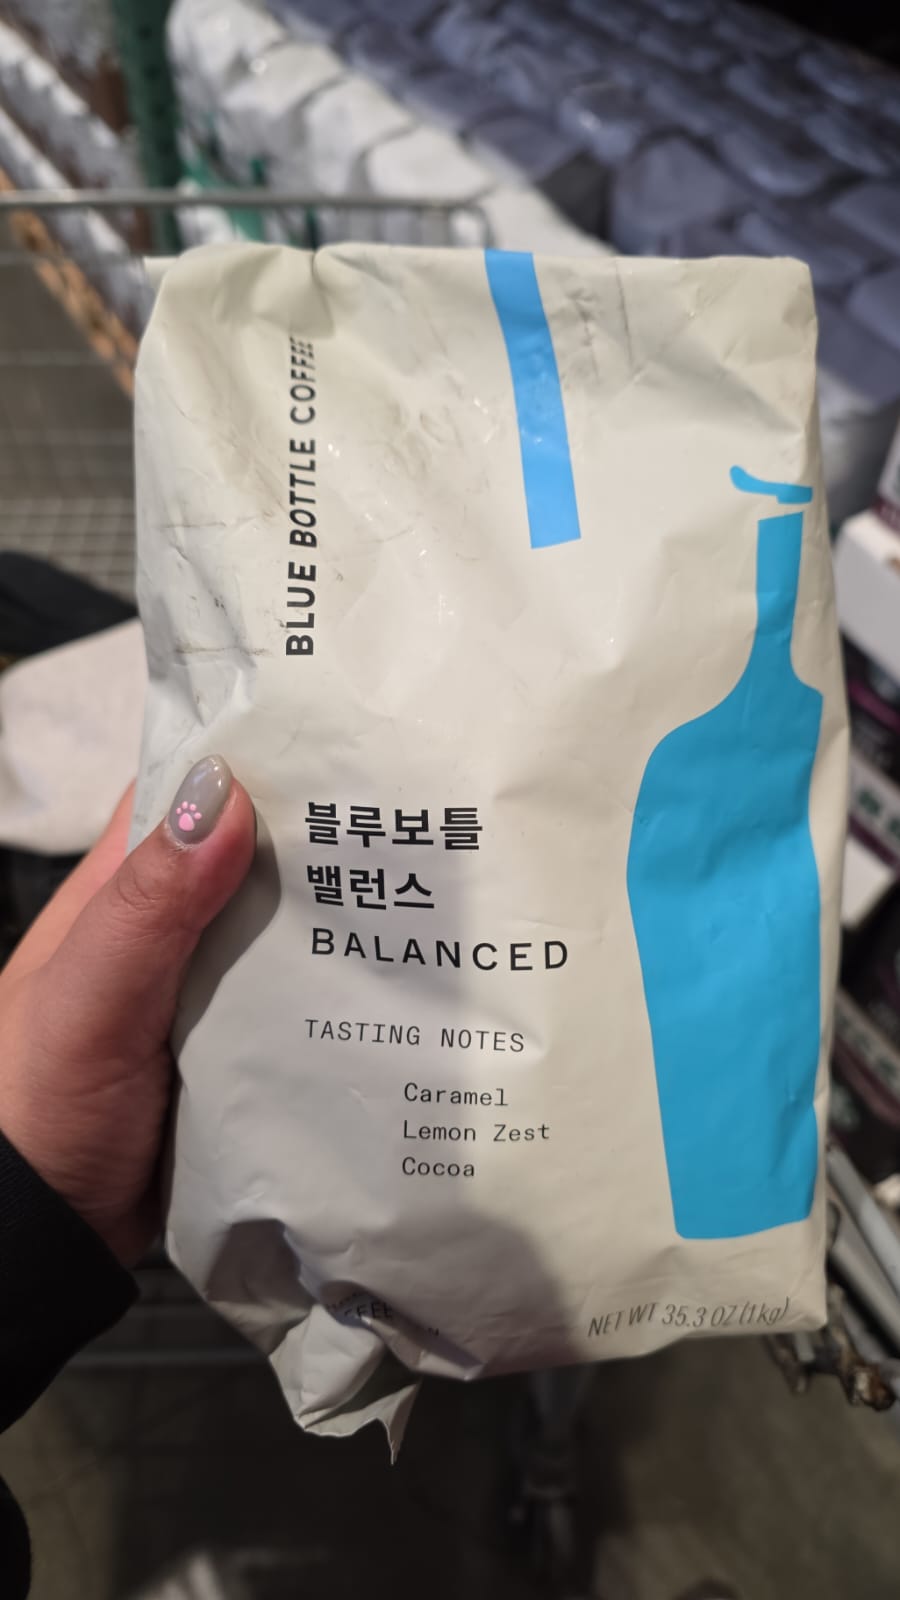 BLUE BOTTLE COFFEE
블루보틀
밸런스
BALANCED
TASTING NOTES
Caramel
Lemon Zest
Cocoa
NET WT 35.3 OZ (1kg)